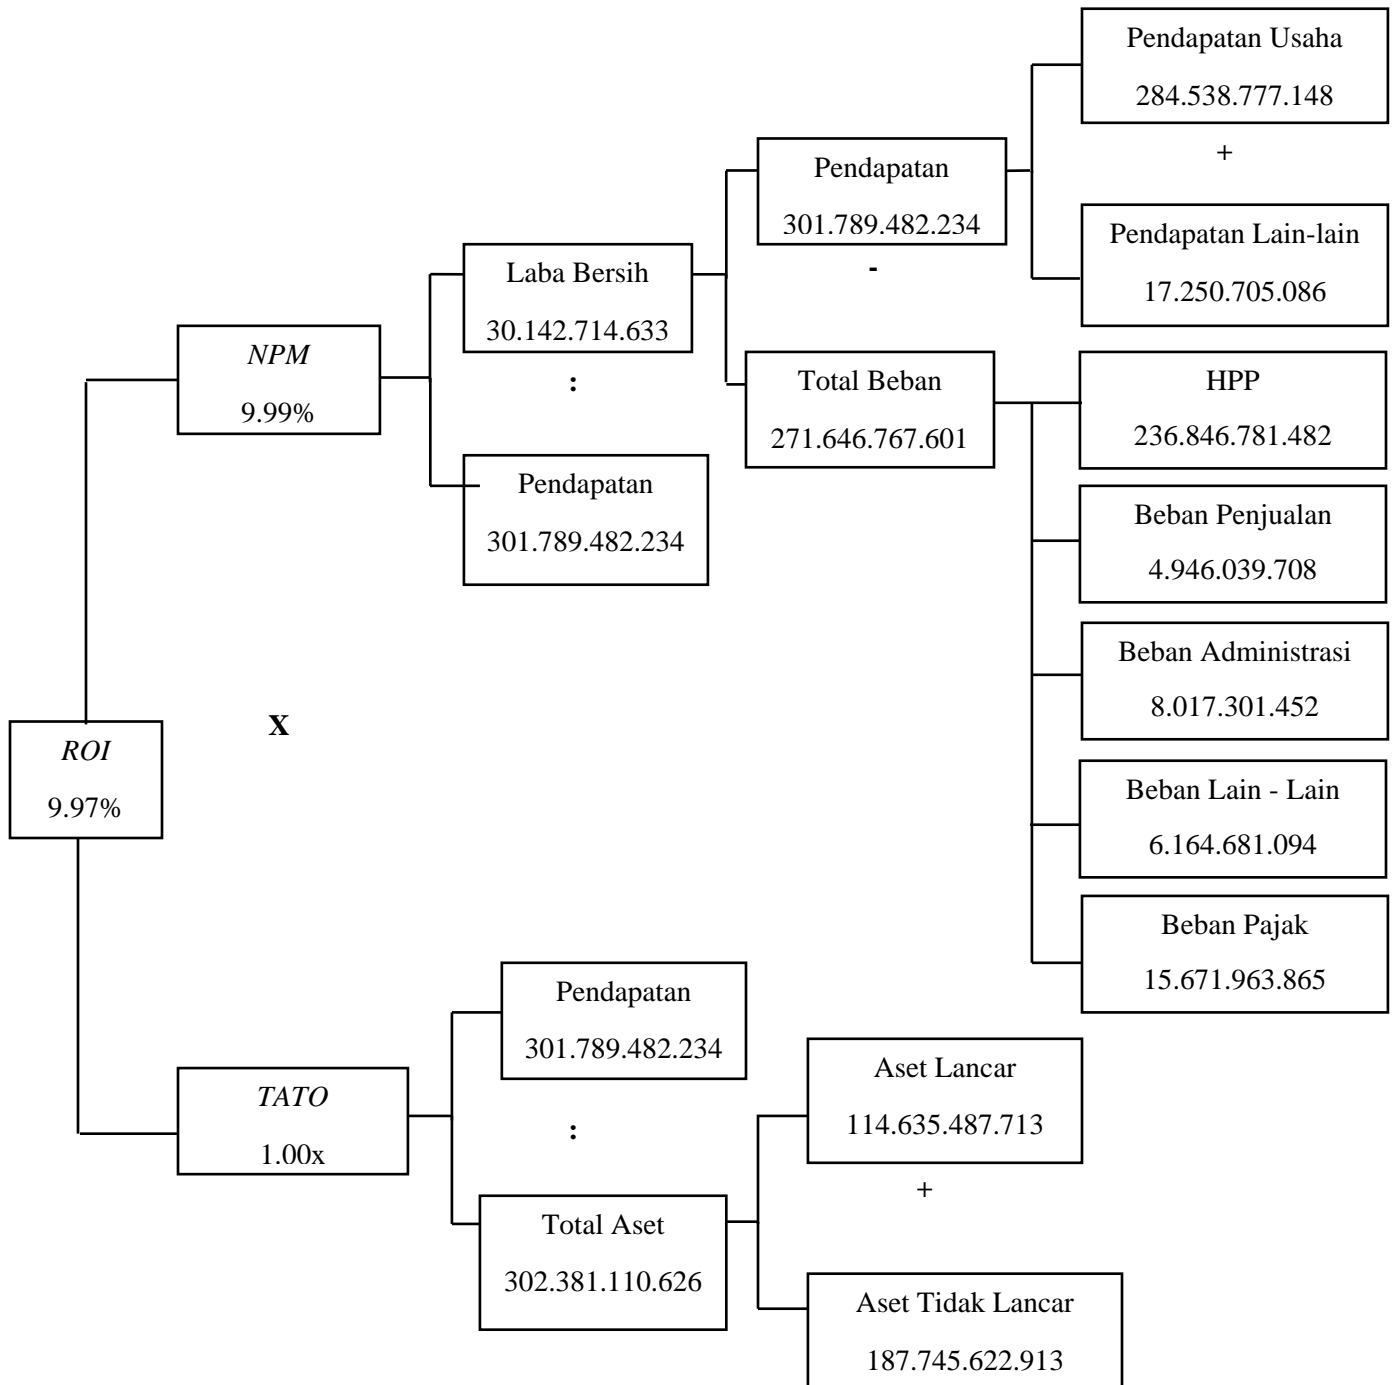 Pendapatan Usaha
284.538.777.148
+
Pendapatan
301.789.482.234
-
Pendapatan Lain-lain
17.250.705.086
Laba Bersih
30.142.714.633
:
NPM
9.99%
Total Beban
271.646.767.601
HPP
236.846.781.482
Pendapatan
301.789.482.234
Beban Penjualan
4.946.039.708
Beban Administrasi
8.017.301.452
X
ROI
9.97%
Beban Lain - Lain
6.164.681.094
Beban Pajak
15.671.963.865
Pendapatan
301.789.482.234
:
TATO
1.00x
Aset Lancar
114.635.487.713
+
Total Aset
302.381.110.626
Aset Tidak Lancar
187.745.622.913